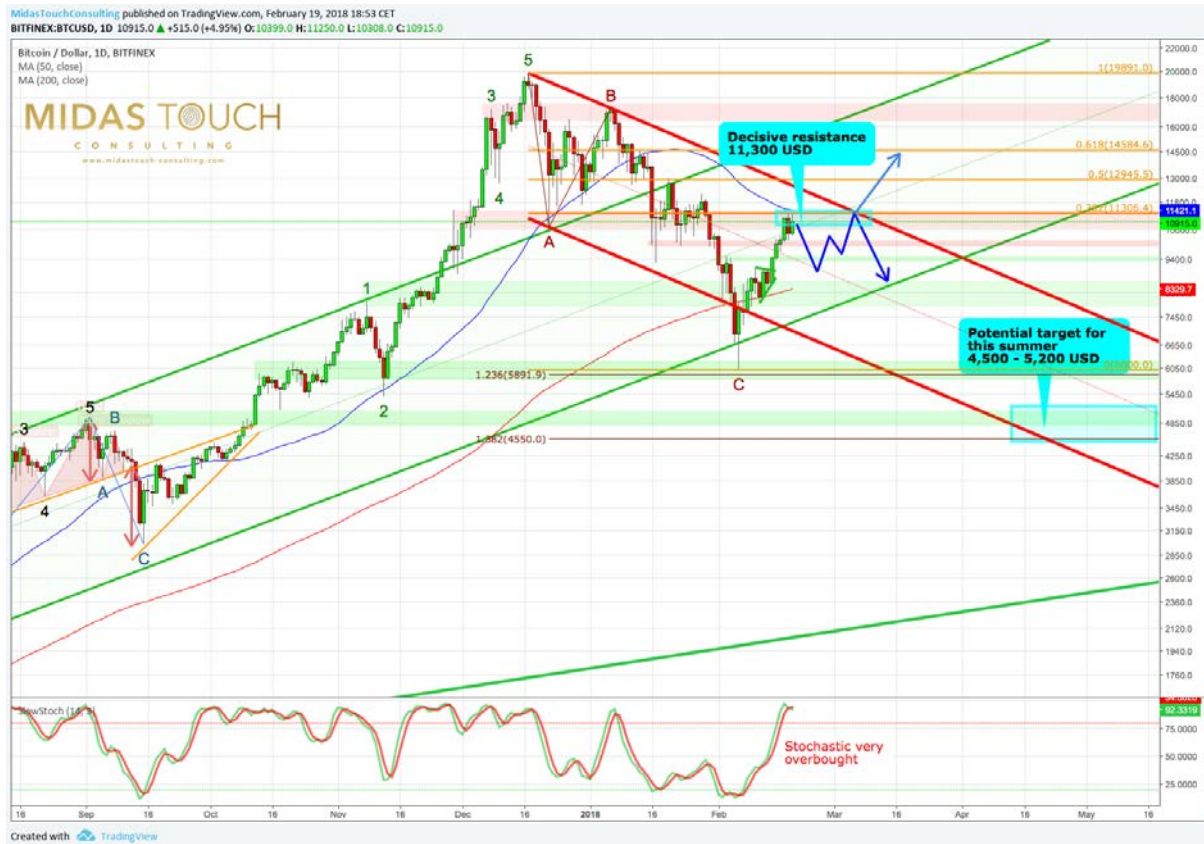 MidasTouchConsulting published on TradingView.com, February 19, 2018 18:53 CET
BITFINEX:BTCUSD, 1D 10915.0 ▲ +515.0 (+4.95%) O:10399.0 H:11250.0 L:10308.0 C:10915.0
Bitcoin / Dollar, 1D, BITFINEX
MA (50, close)
MA (200, close)
MIDAS TOUCH
CONSULTING
www.midastouch-consulting.com
5
3
B
4
A
1
2
C
Decisive resistance
11,300 USD
1(19891.0)
0.618(14584.6)
0.5(12945.5)
0.382(11306.4)
Potential target for
this summer
4,500 - 5,200 USD
1.236(5891.9)
1.382(4550.0)
3
5
B
4
A
C
22000.0
20000.0
18000.0
16000.0
14500.0
13000.0
11800.0
11421.1
10915.0
9400.0
8329.7
7450.0
6650.0
6050.0
5450.0
4850.0
4250.0
3850.0
3450.0
3150.0
2850.0
2600.0
2360.0
2120.0
1940.0
1760.0
SlowStoch (14, 3)
Stochastic very
overbought
92.3319
75.0000
50.0000
25.0000
16 Sep 16 Oct 16 Nov 16 Dec 16 2018 16 Feb Mar 16 Apr 16 May 16
Created with TradingView